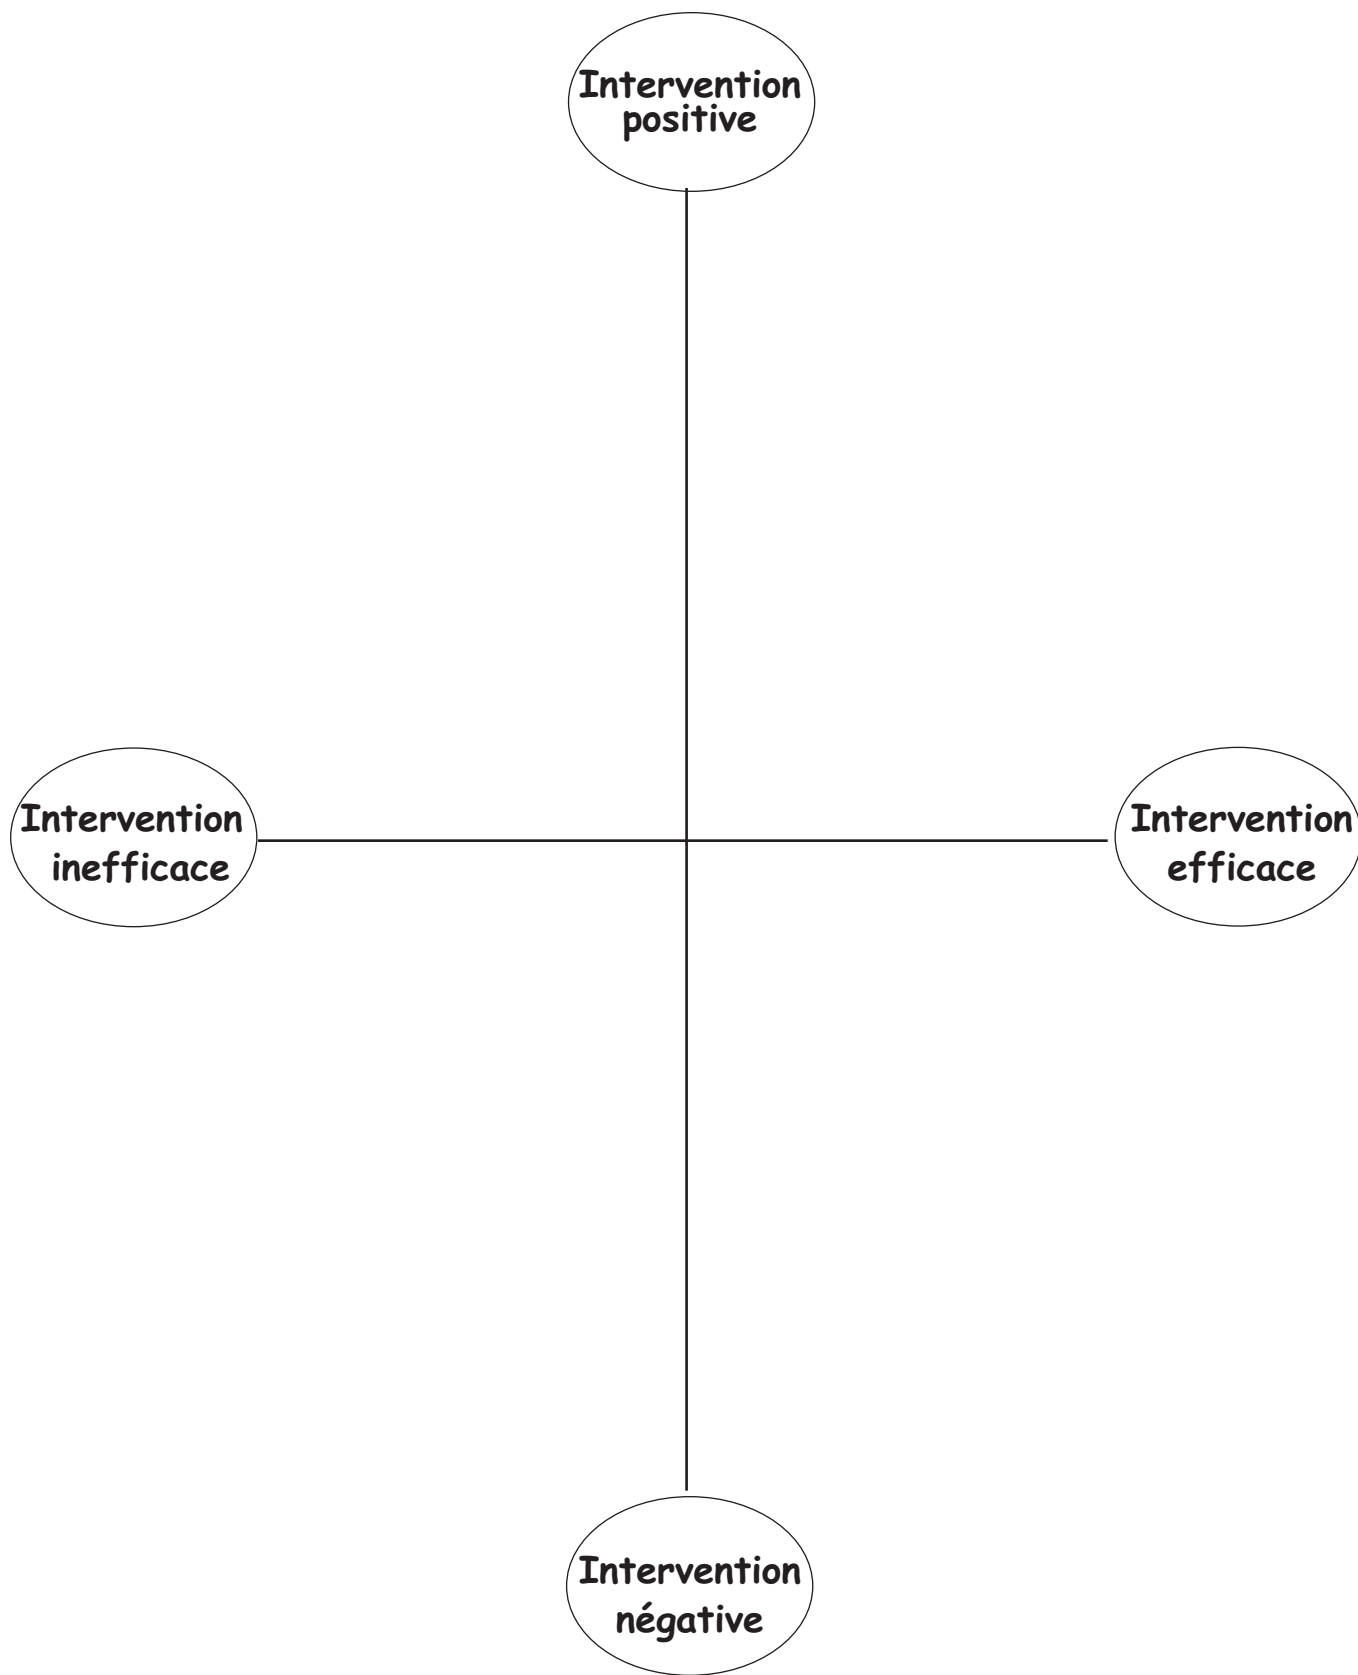 Intervention
positive
Intervention
inefficace
Intervention
efficace
Intervention
négative